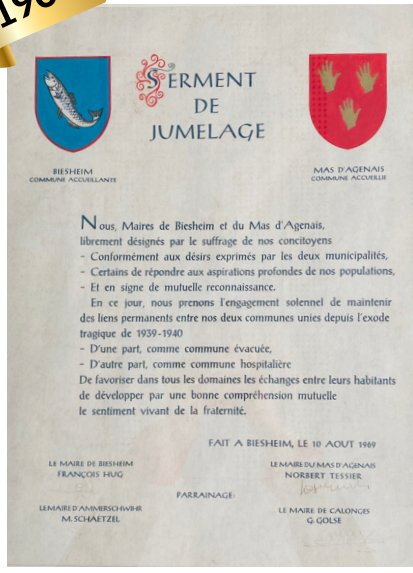 SERMENT
DE
JUMELAGE
BIESHEIM
COMMUNE ACCUEILLANTE
MAS D'AGENAIS
COMMUNE ACCUEILLIE
Nous, Maires de Biesheim et du Mas d'Agenais,
librement désignés par le suffrage de nos concitoyens
- Conformément aux désirs exprimés par les deux municipalités,
- Certains de répondre aux aspirations profondes de nos populations,
- Et en signe de mutuelle reconnaissance.
En ce jour, nous prenons l'engagement solennel de maintenir
des liens permanents entre nos deux communes unies depuis l'exode
tragique de 1939-1940
- D'une part, comme commune évacuée,
- D'autre part, comme commune hospitalière
De favoriser dans tous les domaines les échanges entre leurs habitants
de développer par une bonne compréhension mutuelle
le sentiment vivant de la fraternité.
FAIT A BIESHEIM, LE 10 AOUT 1969
LE MAIRE DE BIESHEIM
FRANÇOIS HUG
LE MAIRE DU MAS D'AGENAIS
NORBERT TESSIER
PARRAINAGE:
LE MAIRE D'AMMERSCHWIHR
M. SCHAETZEL
LE MAIRE DE CALONGES
G. GOLSE